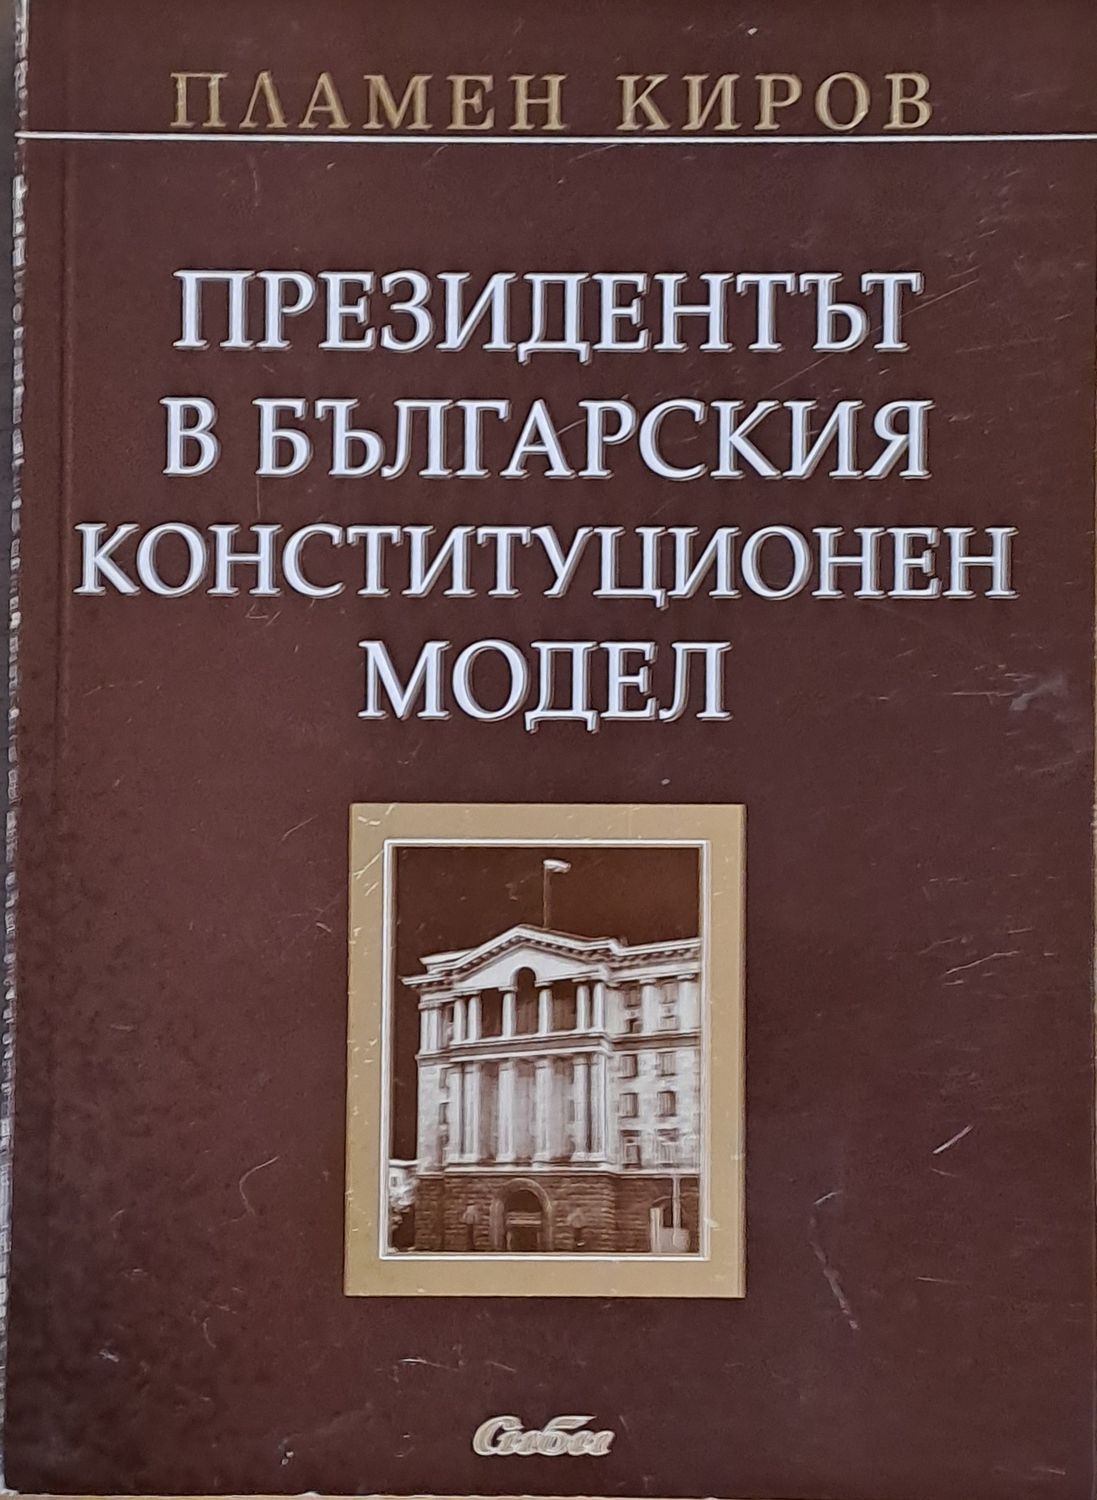 ПЛАМЕН КИРОВ
ПРЕЗИДЕНТЪТ
В БЪЛГАРСКИЯ
КОНСТИТУЦИОНЕН
МОДЕЛ
Сиби